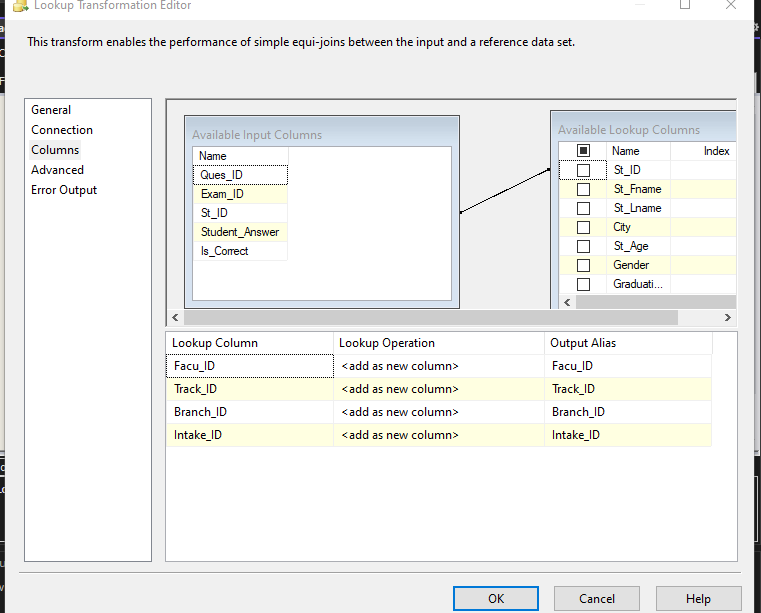 Lookup Transformation Editor
This transform enables the performance of simple equi-joins between the input and a reference data set.
General
Connection
Columns
Advanced
Error Output
Available Input Columns
Name
Ques_ID
Exam_ID
St_ID
Student_Answer
Is_Correct
Available Lookup Columns
Name Index
St_ID
St_Fname
St_Lname
City
St_Age
Gender
Graduati...
Lookup Column Lookup Operation Output Alias
Facu_ID <add as new column> Facu_ID
Track_ID <add as new column> Track_ID
Branch_ID <add as new column> Branch_ID
Intake_ID <add as new column> Intake_ID
OK Cancel Help